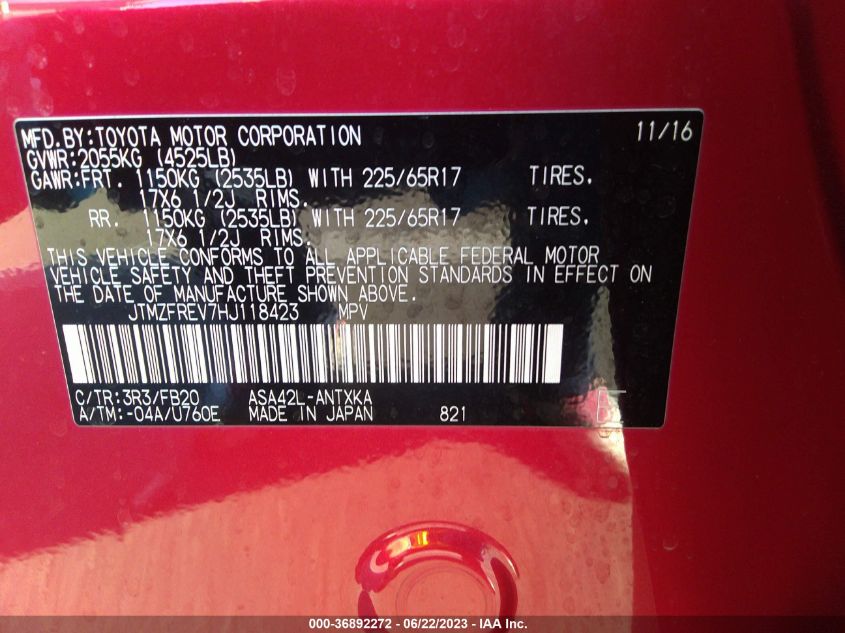 MFD.BY:TOYOTA MOTOR CORPORATION 11/16
GVWR:2055KG (4525LB)
GAWR:FRT. 1150KG (2535LB) WITH 225/65R17 TIRES.
17X6 1/2J RIMS.
RR. 1150KG (2535LB) WITH 225/65R17 TIRES.
17X6 1/2J RIMS.
THIS VEHICLE CONFORMS TO ALL APPLICABLE FEDERAL MOTOR
VEHICLE SAFETY AND THEFT PREVENTION STANDARDS IN EFFECT ON
THE DATE OF MANUFACTURE SHOWN ABOVE.
JTMZFREV7HJ118423 MPV
C/TR:3R3/FB20 ASA42L-ANTXKA
A/TM:-04A/U760E MADE IN JAPAN 821
000-36892272 - 06/22/2023 - IAA Inc.